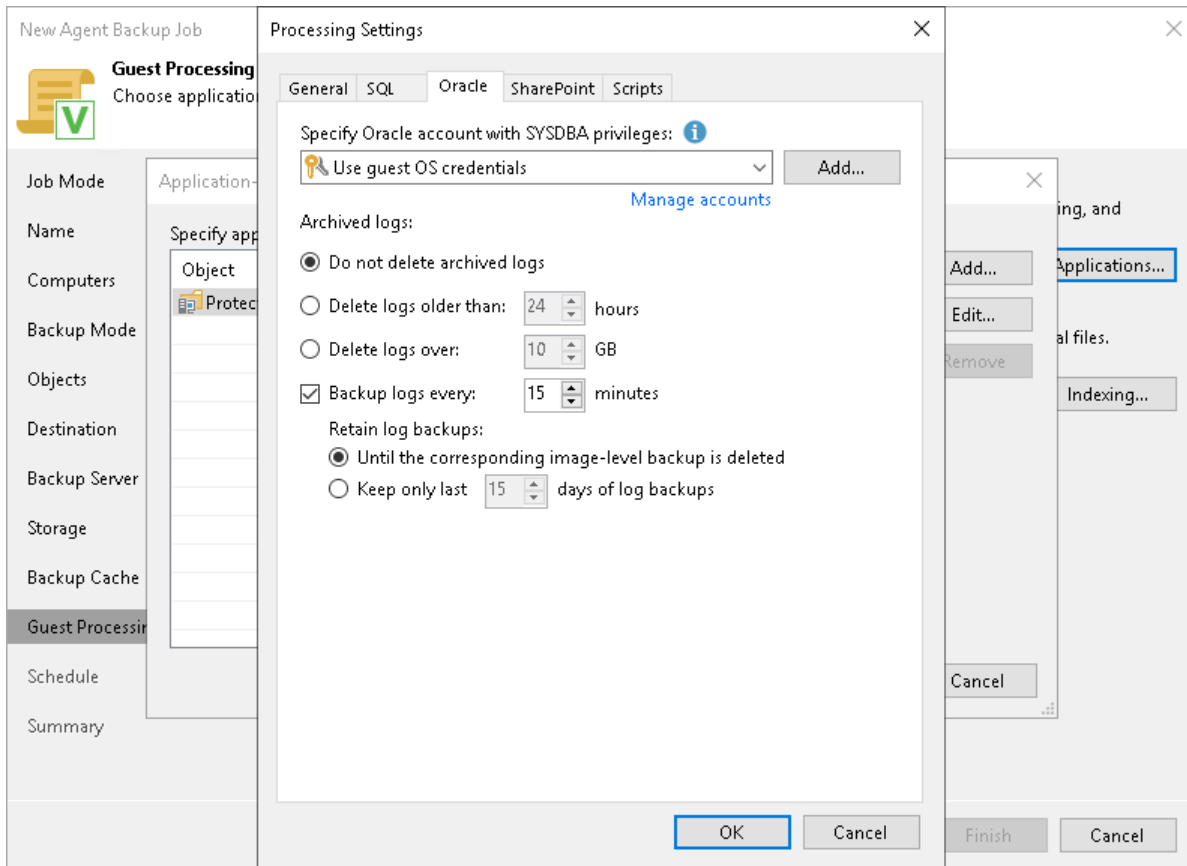 New Agent Backup Job
Guest Processing
Choose application
Job Mode
Name
Computers
Backup Mode
Objects
Destination
Backup Server
Storage
Backup Cache
Guest Processin
Schedule
Summary
Application-
Specify app
Object
Protec
Processing Settings
General SQL Oracle SharePoint Scripts
Specify Oracle account with SYSDBA privileges:
Use guest OS credentials Add...
Manage accounts
Archived logs:
Do not delete archived logs
Delete logs older than: 24 hours
Delete logs over: 10 GB
Backup logs every: 15 minutes
Retain log backups:
Until the corresponding image-level backup is deleted
Keep only last 15 days of log backups
OK Cancel
Add...
Edit...
Remove
Cancel
ing, and
Applications...
al files.
Indexing...
Finish Cancel